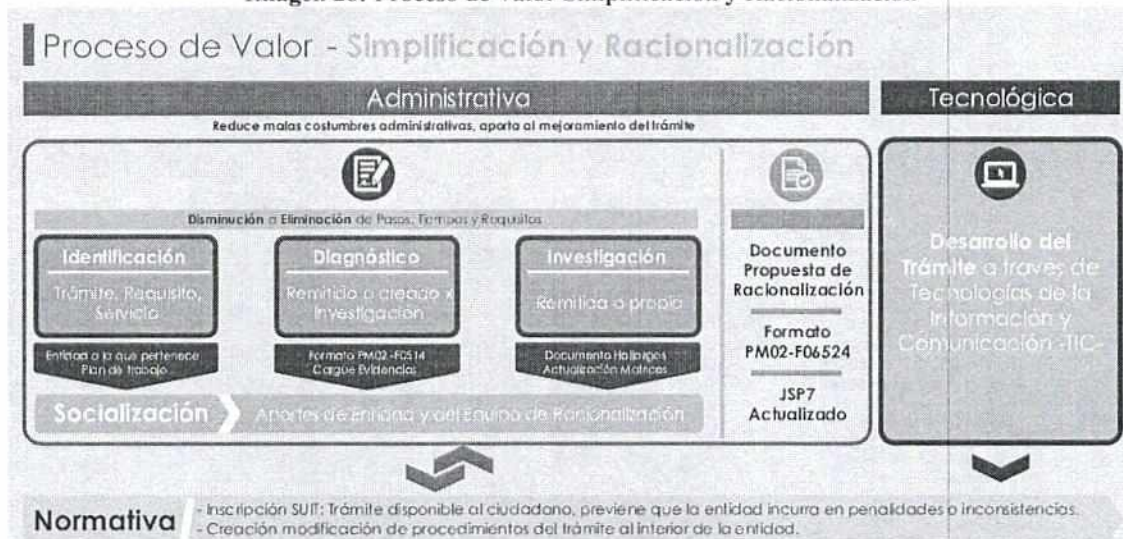 Proceso de Valor - Simplificación y Racionalización
Administrativa
Reduce malas costumbres administrativas, aporta al mejoramiento del trámite
Disminución o Eliminación de Pasos, Tiempos y Requisitos
Identificación
Trámite, Requisito,
Servicio
Entidad a la que pertenece
Plan de trabajo
Diagnóstico
Remitido o creado x
Investigación
Formato PM02-F0514
Cargue Evidencias
Investigación
Remitida o propia
Documento Hallazgos
Actualización Matrices
Socialización
Aportes de Entidad y del Equipo de Racionalización
Documento
Propuesta de
Racionalización
Formato
PM02-F06524
JSP7
Actualizado
Tecnológica
Desarrollo del
Trámite a través de
Tecnologías de la
Información y
Comunicación -TIC-
Normativa
- Inscripción SUIT: Trámite disponible al ciudadano, previene que la entidad incurra en penalidades o inconsistencias.
- Creación modificación de procedimientos del trámite al interior de la entidad.